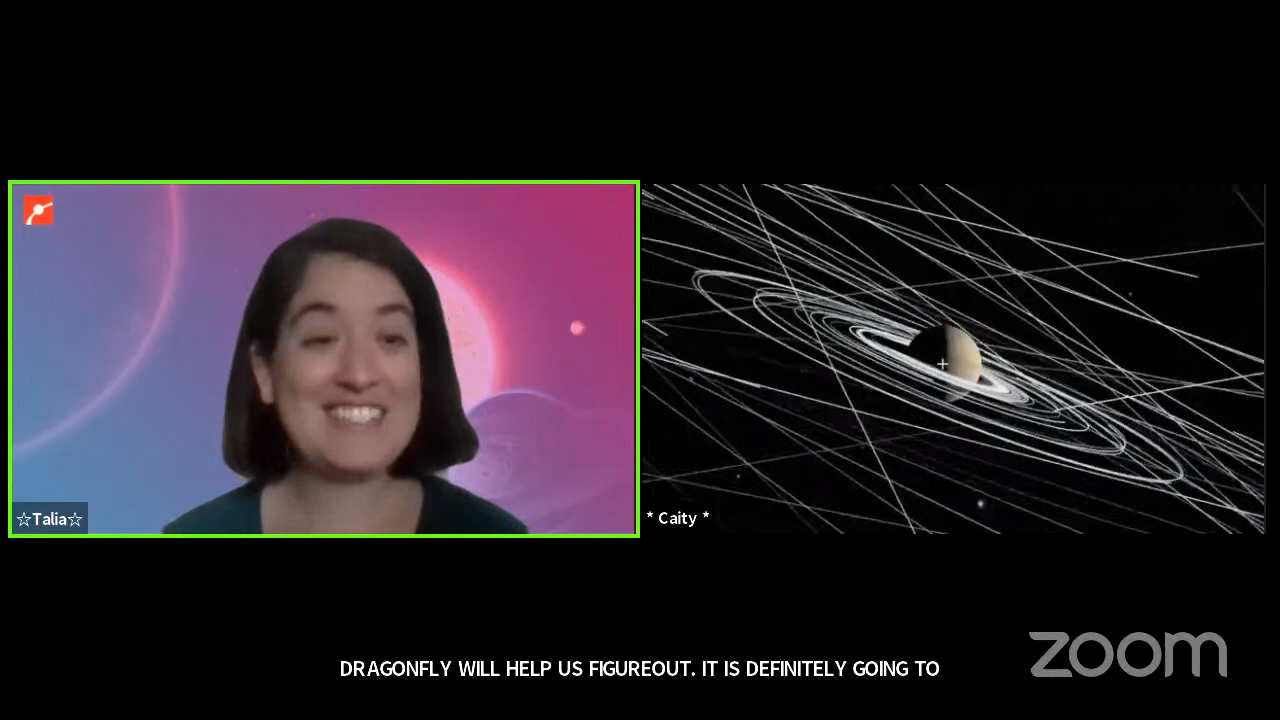 ☆Talia☆
* Caity *
DRAGONFLY WILL HELP US FIGUREOUT. IT IS DEFINITELY GOING TO
zoom